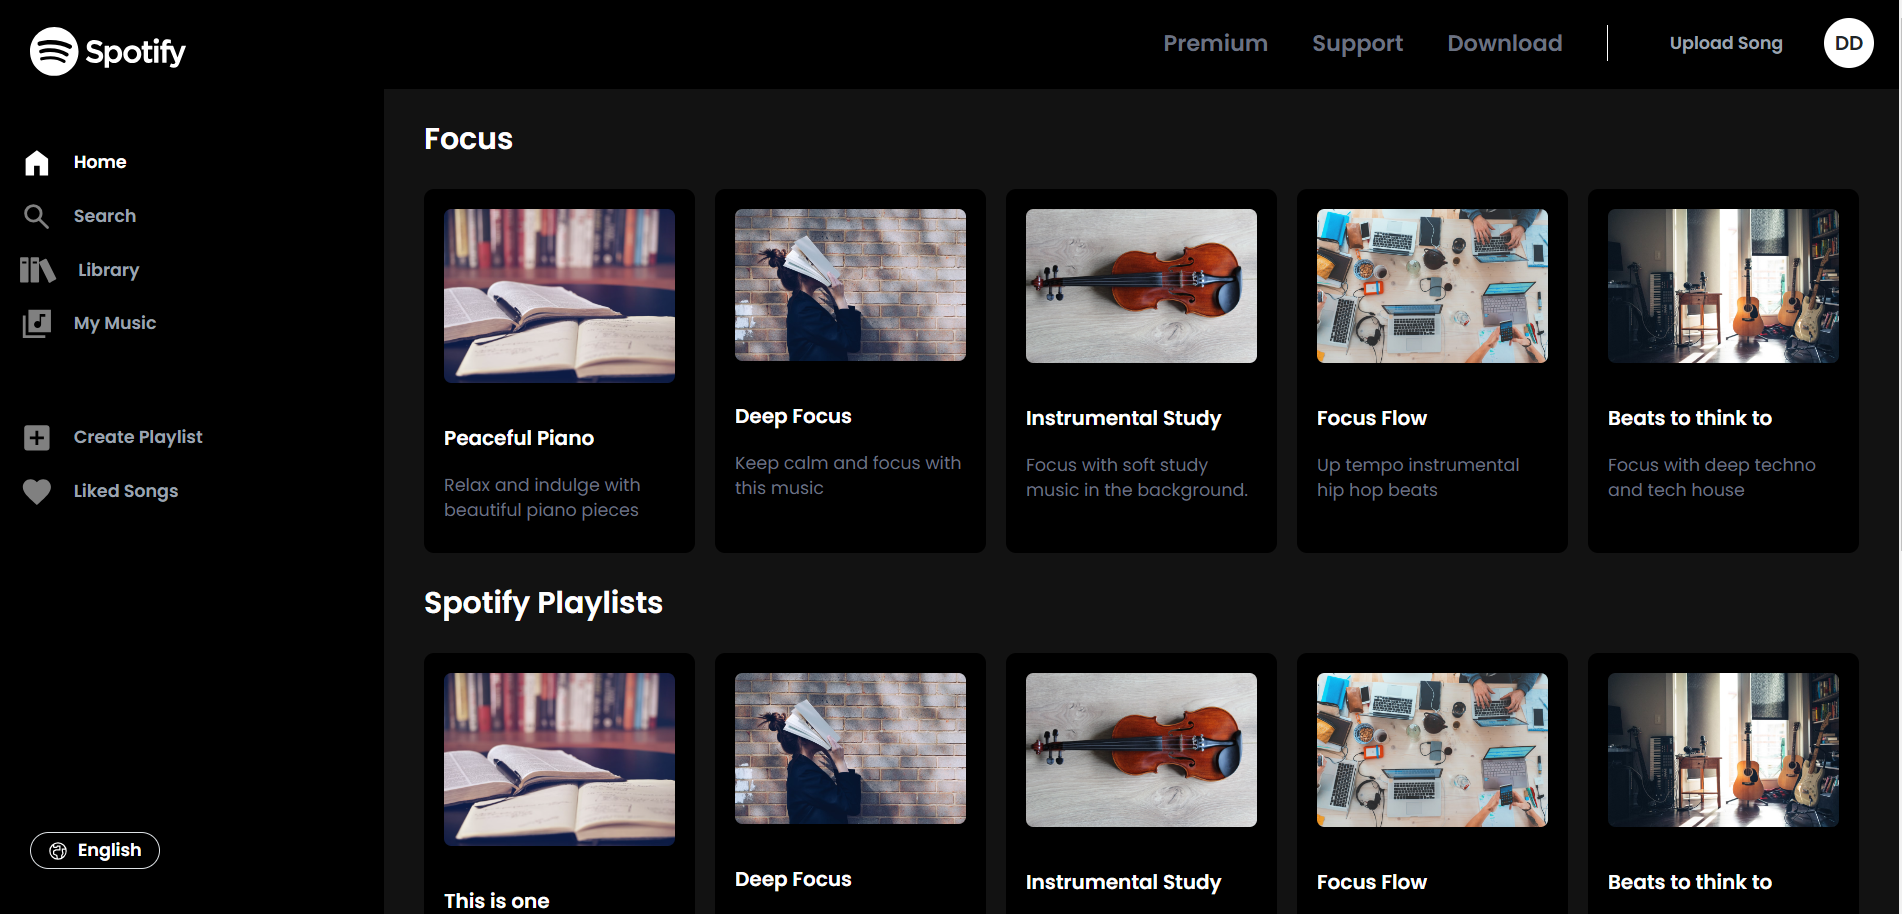 Spotify
Premium
Support
Download
Upload Song
DD
Home
Search
Library
My Music
Create Playlist
Liked Songs
English
Focus
Peaceful Piano
Relax and indulge with
beautiful piano pieces
Deep Focus
Keep calm and focus with
this music
Instrumental Study
Focus with soft study
music in the background.
Focus Flow
Up tempo instrumental
hip hop beats
Beats to think to
Focus with deep techno
and tech house
Spotify Playlists
This is one
Deep Focus
Instrumental Study
Focus Flow
Beats to think to